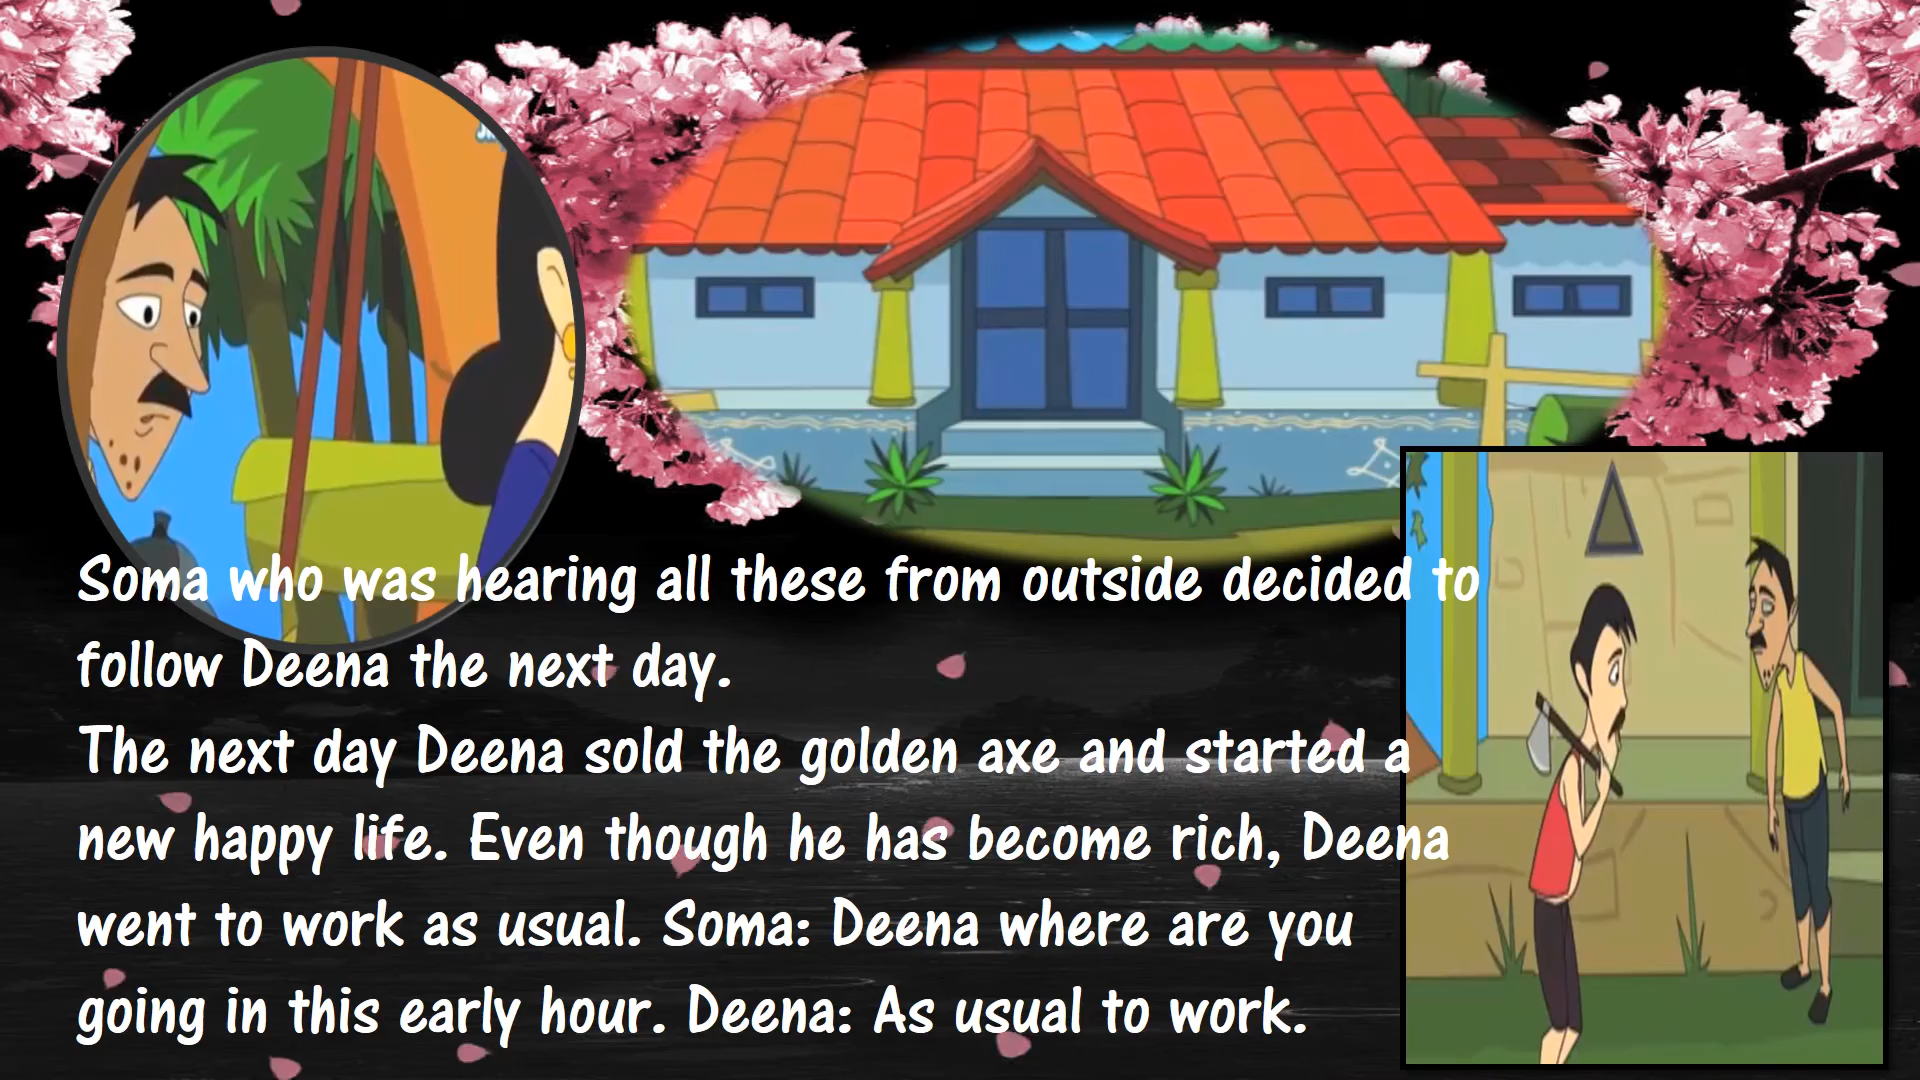 Soma who was hearing all these from outside decided to
follow Deena the next day.
The next day Deena sold the golden axe and started a
new happy life. Even though he has become rich, Deena
went to work as usual. Soma: Deena where are you
going in this early hour. Deena: As usual to work.